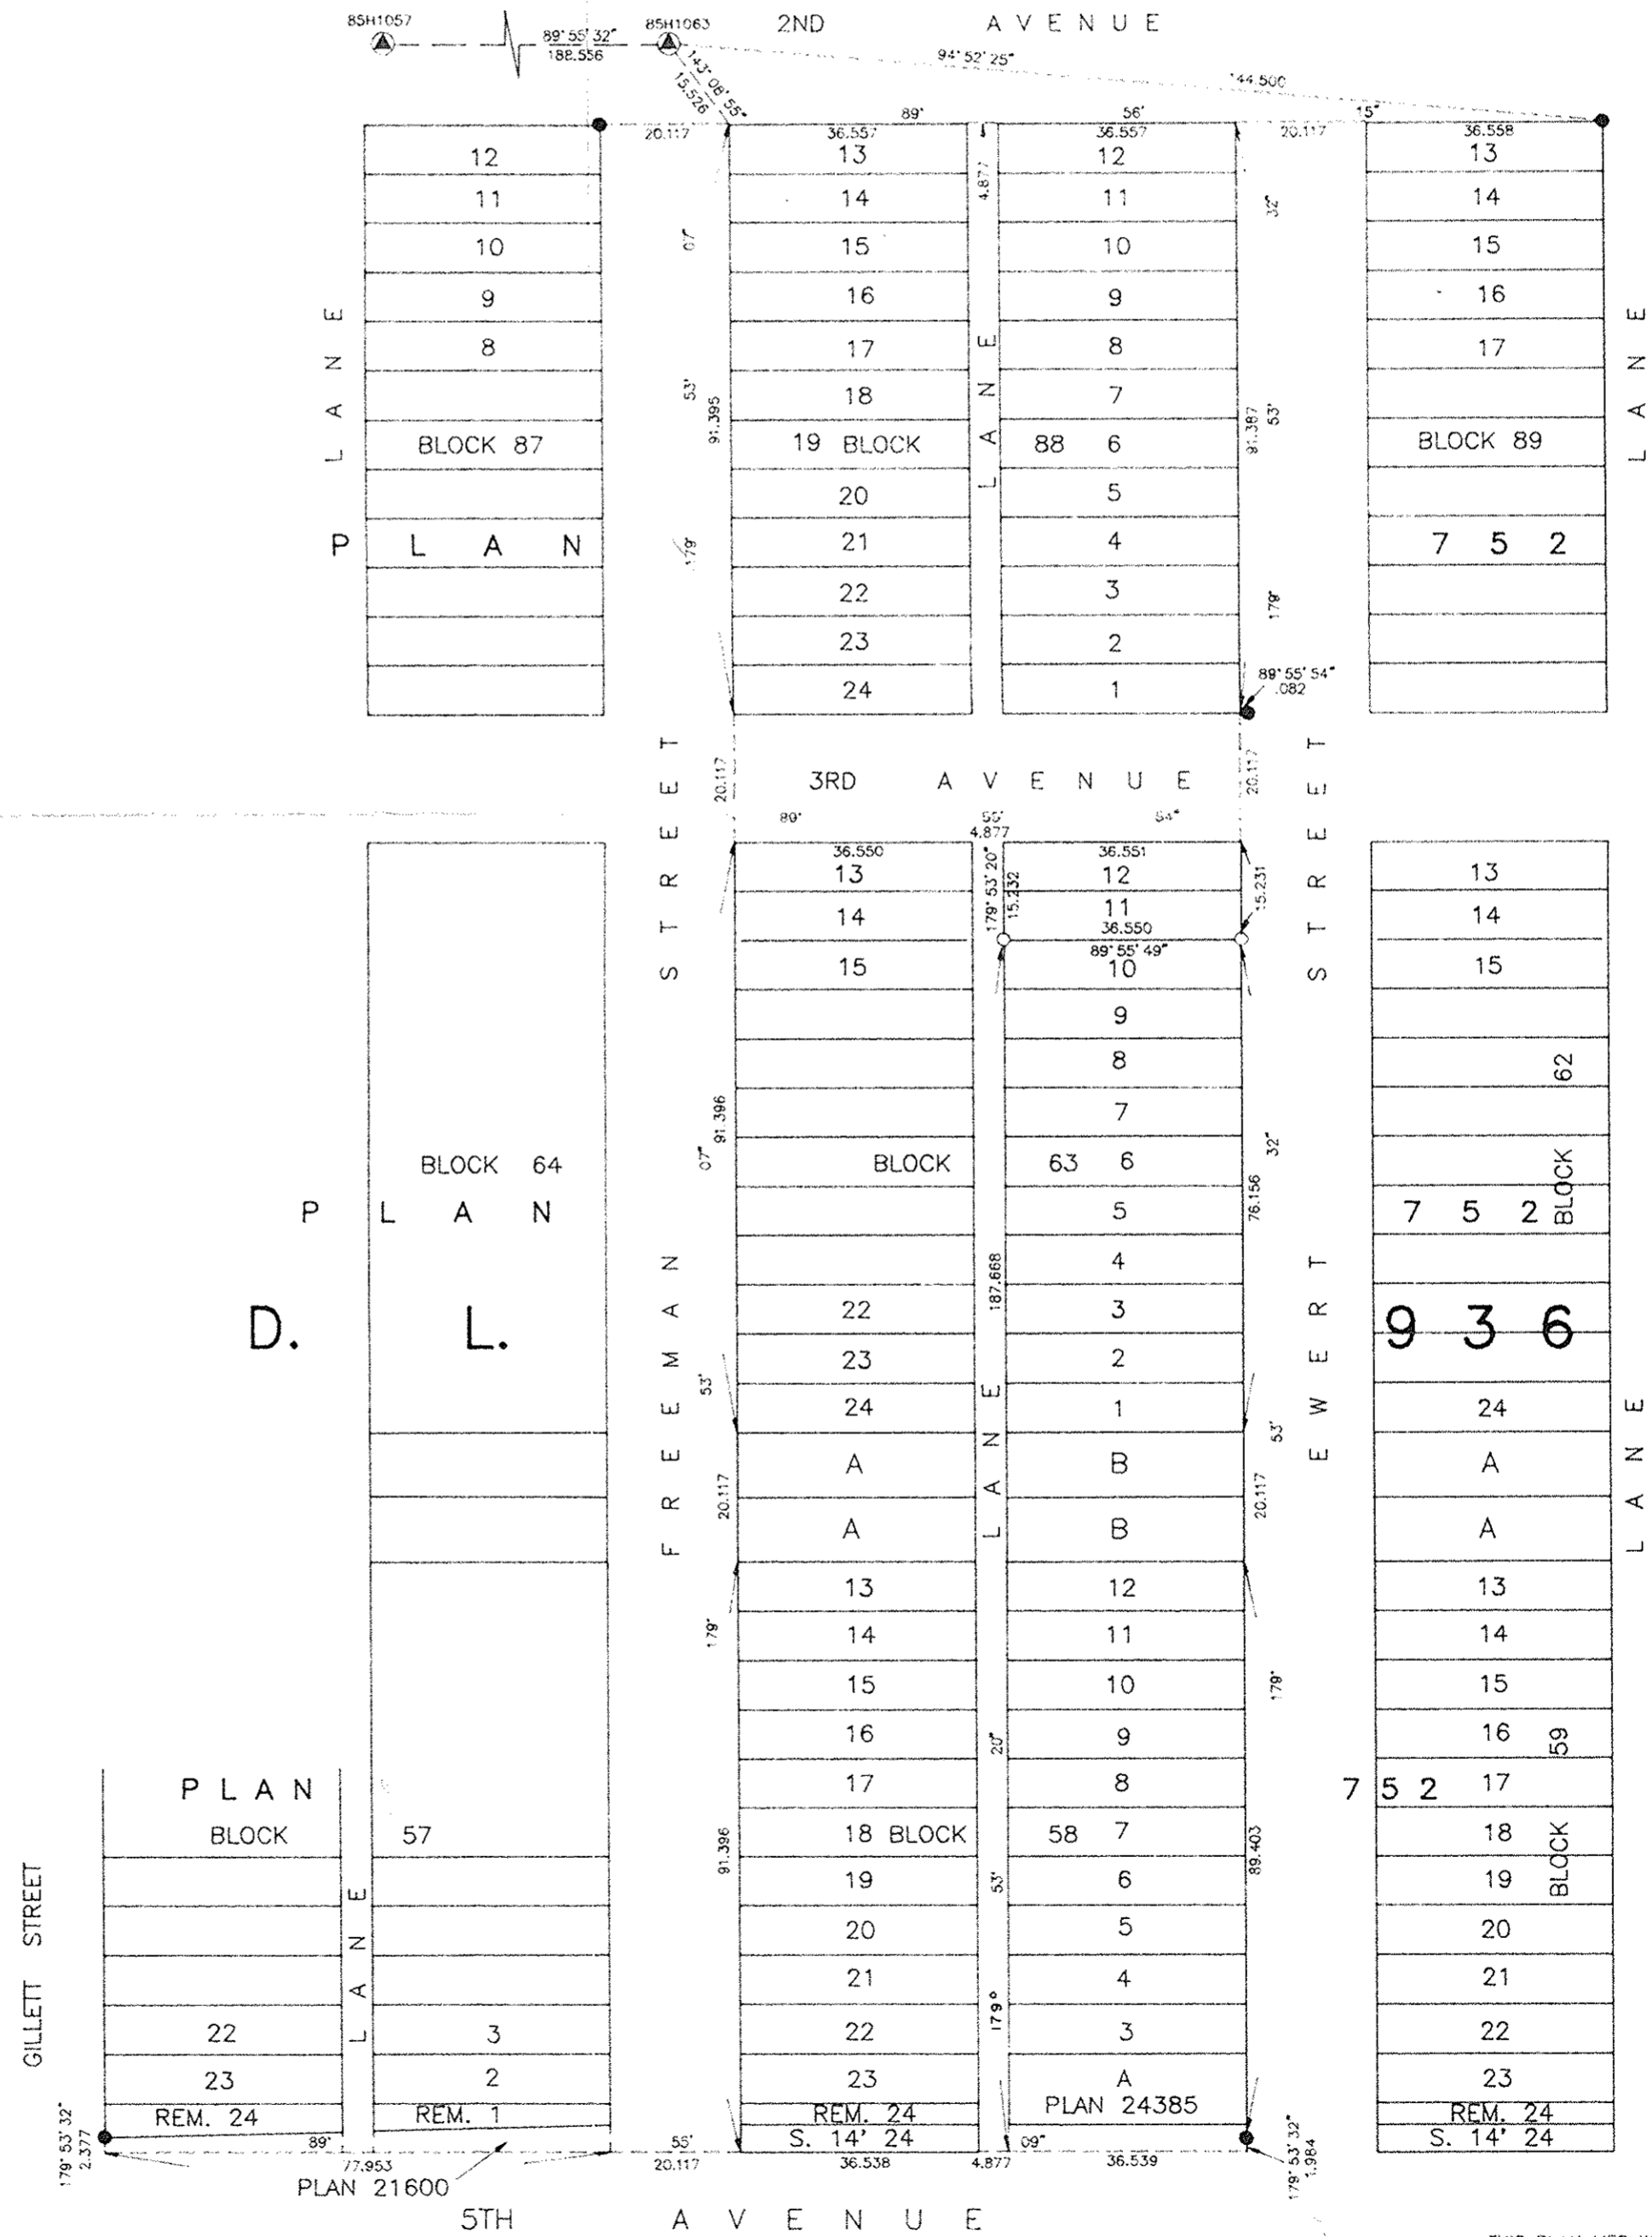 85H1057
85H1063
2ND AVENUE
89° 55' 32"
188.556
143° 08' 55"
15.526
94° 52' 25"
144.500
20.117
89' 56' 15"
36.557
36.557
20.117
36.558
12
11
10
9
8
BLOCK 87
LANE
13
14
15
16
17
18
19 BLOCK 88
20
21
22
23
24
4.877
LANE
12
11
10
9
8
7
6
5
4
3
2
1
13
14
15
16
17
BLOCK 89
LANE
07"
53'
179°
91.395
32"
53'
179°
91.387
PLAN 752
89° 55' 54"
.082
20.117
3RD AVENUE
20.117
89° 55' 54"
4.877
36.550
36.551
179° 53' 20"
15.232
15.231
36.550
89° 55' 49"
FREEMAN STREET
EWERT STREET
13
14
15
22
23
24
A
A
12
11
10
9
8
7
6
5
4
3
2
1
B
B
BLOCK 63
BLOCK 64
13
14
15
BLOCK 62
24
A
A
PLAN 752
D. L. 936
91.396
07"
53'
20.117
179°
187.668
LANE
32"
76.156
53'
20.117
179°
LANE
13
14
15
16
17
18 BLOCK 58
19
20
21
22
23
REM. 24
S. 14' 24
12
11
10
9
8
7
6
5
4
3
A
PLAN 24385
20"
53'
179°
91.396
89.403
13
14
15
16
17
18
19
20
21
22
23
REM. 24
S. 14' 24
BLOCK 59
PLAN 752
BLOCK 57
GILLETT STREET
LANE
22
23
REM. 24
3
2
REM. 1
179° 53' 32"
2.377
89° 55' 09"
77.953
20.117
36.538
4.877
36.539
179° 53' 32"
1.984
PLAN 21600
5TH AVENUE